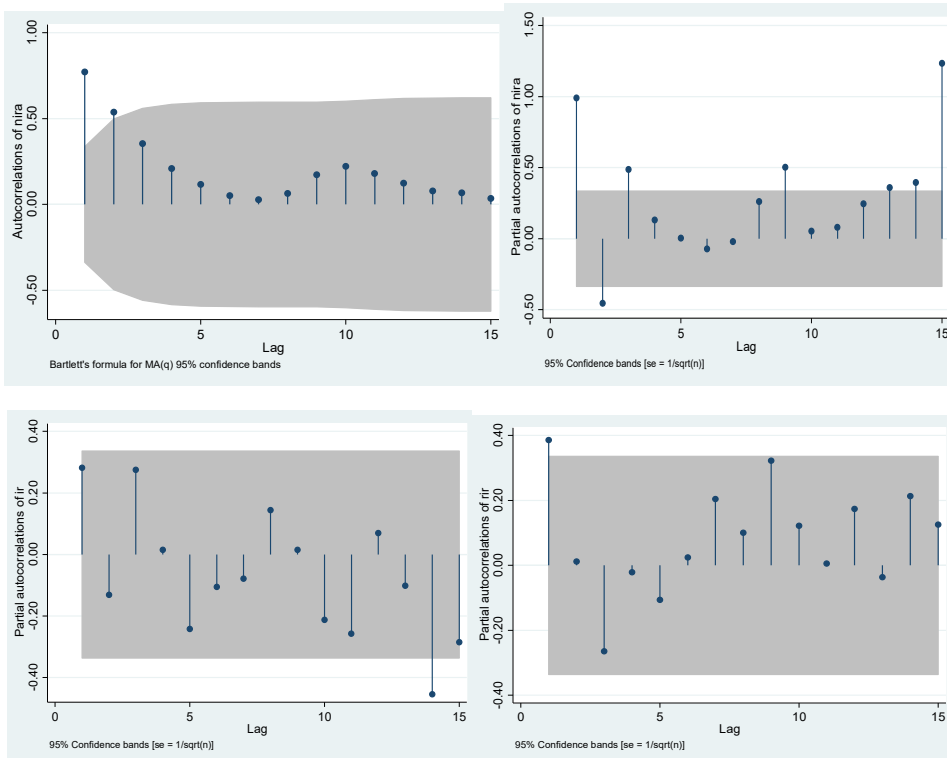 Autocorrelations of nira
1.00
0.50
0.00
-0.50
0
5
10
15
Lag
Bartlett's formula for MA(q) 95% confidence bands
Partial autocorrelations of nira
1.50
1.00
0.50
0.00
-0.50
0
5
10
15
Lag
95% Confidence bands [se = 1/sqrt(n)]
Partial autocorrelations of ir
0.40
0.20
0.00
-0.20
-0.40
0
5
10
15
Lag
95% Confidence bands [se = 1/sqrt(n)]
Partial autocorrelations of rir
0.40
0.20
0.00
-0.20
-0.40
0
5
10
15
Lag
95% Confidence bands [se = 1/sqrt(n)]